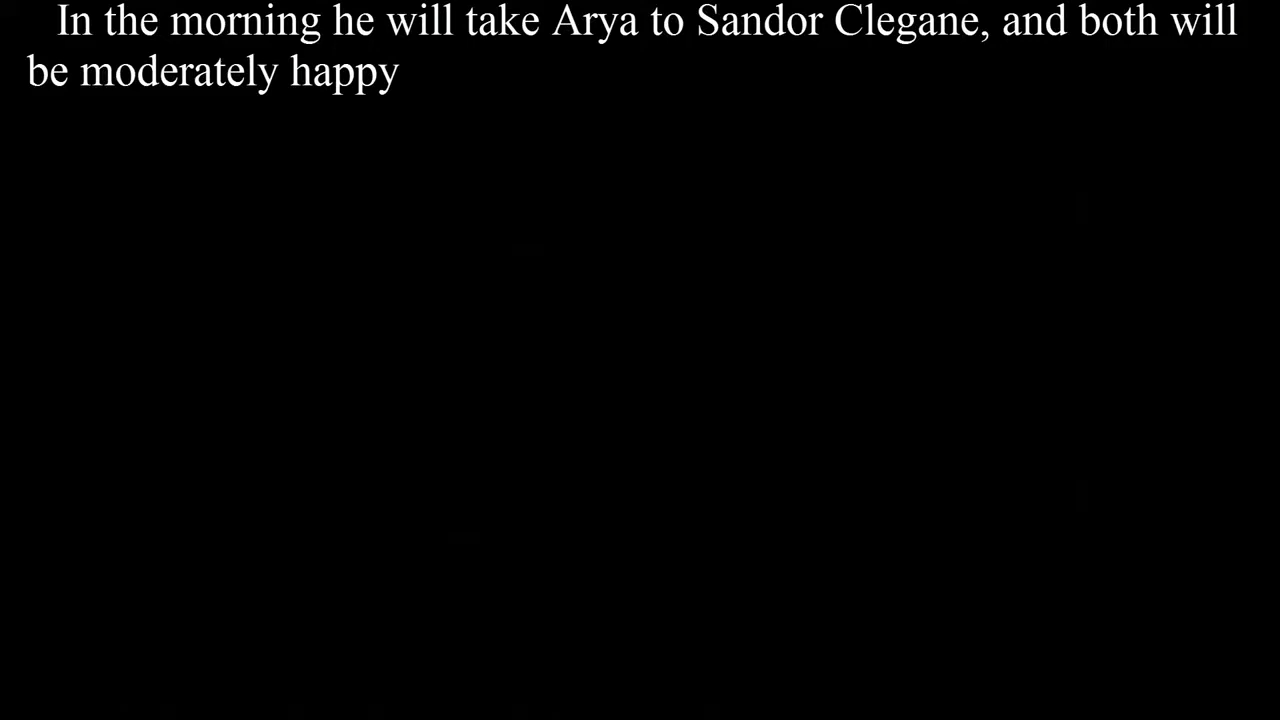 In the morning he will take Arya to Sandor Clegane, and both will
be moderately happy